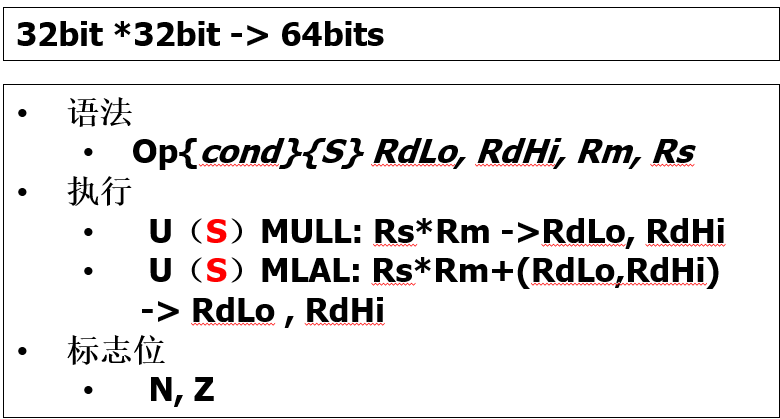 32bit *32bit -> 64bits
• 语法
• Op{cond}{S} RdLo, RdHi, Rm, Rs
• 执行
• U（S）MULL: Rs*Rm ->RdLo, RdHi
• U（S）MLAL: Rs*Rm+(RdLo,RdHi)
-> RdLo , RdHi
• 标志位
• N, Z